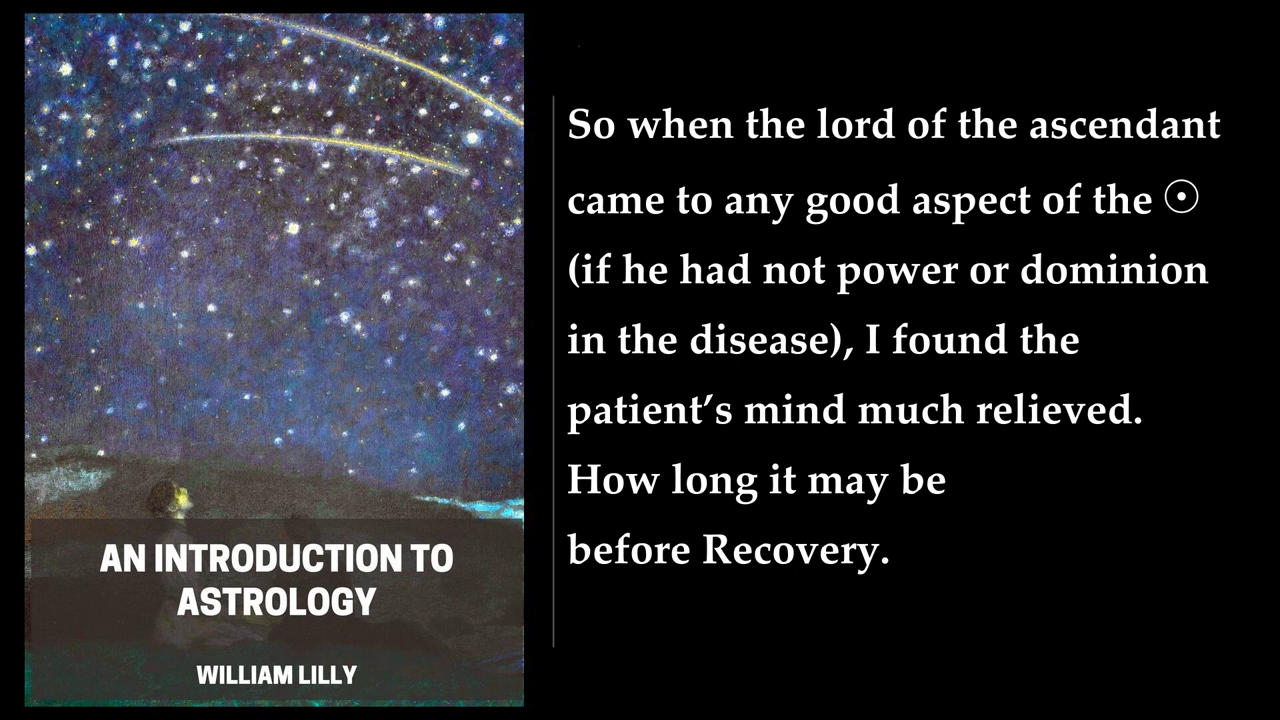 AN INTRODUCTION TO
ASTROLOGY
WILLIAM LILLY
So when the lord of the ascendant
came to any good aspect of the ☉
(if he had not power or dominion
in the disease), I found the
patient’s mind much relieved.
How long it may be
before Recovery.